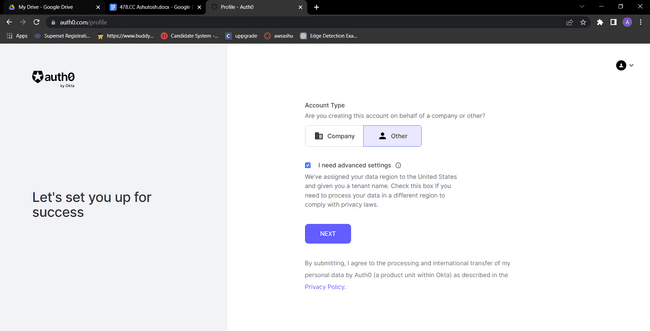 My Drive - Google Drive
47B.CC Ashutosh.docx - Google
Profile - Auth0
auth0.com/profile
A
Apps
Superset Registrati...
https://www.buddy...
Candidate System -...
uppgrade
awsashu
Edge Detection Exa...
auth0
by Okta
Let's set you up for
success
Account Type
Are you creating this account on behalf of a company or other?
Company
Other
I need advanced settings
We've assigned your data region to the United States
and given you a tenant name. Check this box if you
need to process your data in a different region to
comply with privacy laws.
NEXT
By submitting, I agree to the processing and international transfer of my
personal data by Auth0 (a product unit within Okta) as described in the
Privacy Policy.